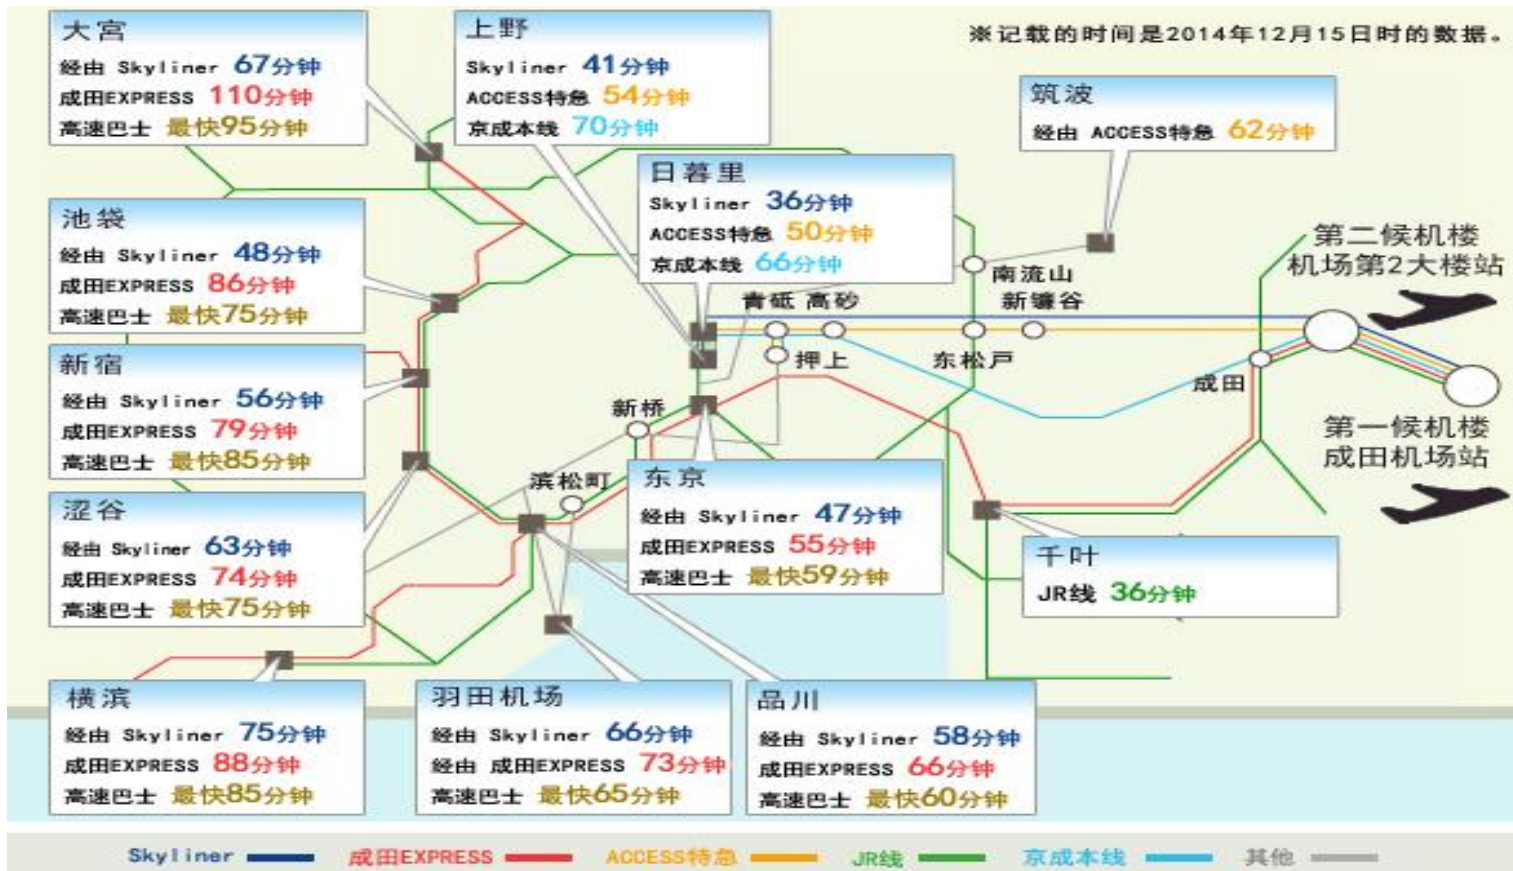 ※记载的时间是2014年12月15日时的数据。
大宫
经由 Skyliner 67分钟
成田EXPRESS 110分钟
高速巴士 最快95分钟
上野
Skyliner 41分钟
ACCESS特急 54分钟
京成本线 70分钟
筑波
经由 ACCESS特急 62分钟
日暮里
Skyliner 36分钟
ACCESS特急 50分钟
京成本线 66分钟
池袋
经由 Skyliner 48分钟
成田EXPRESS 86分钟
高速巴士 最快75分钟
第二候机楼
机场第2大楼站
南流山
青砥 高砂
新镰谷
押上
东松戸
成田
新宿
经由 Skyliner 56分钟
成田EXPRESS 79分钟
高速巴士 最快85分钟
新桥
第一候机楼
成田机场站
滨松町
东京
经由 Skyliner 47分钟
成田EXPRESS 55分钟
高速巴士 最快59分钟
涩谷
经由 Skyliner 63分钟
成田EXPRESS 74分钟
高速巴士 最快75分钟
千叶
JR线 36分钟
横滨
经由 Skyliner 75分钟
成田EXPRESS 88分钟
高速巴士 最快85分钟
羽田机场
经由 Skyliner 66分钟
经由 成田EXPRESS 73分钟
高速巴士 最快65分钟
品川
经由 Skyliner 58分钟
成田EXPRESS 66分钟
高速巴士 最快60分钟
Skyliner 成田EXPRESS ACCESS特急 JR线 京成本线 其他